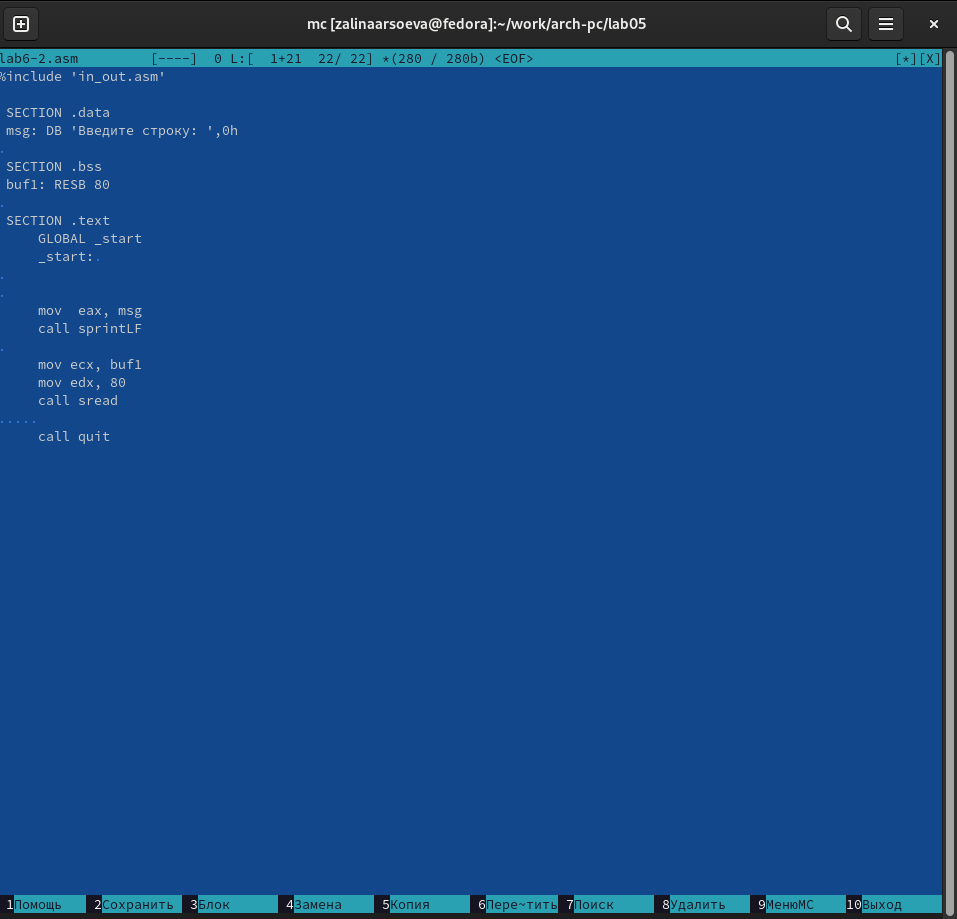 mc [zalinaarsoeva@fedora]:~/work/arch-pc/lab05
lab6-2.asm         [----]  0 L:[  1+21  22/ 22] *(280 / 280b) <EOF>                                             [*][X]
%include 'in_out.asm'
SECTION .data
msg: DB 'Введите строку: ',0h
SECTION .bss
buf1: RESB 80
SECTION .text
GLOBAL _start
_start:
mov  eax, msg
call sprintLF
mov ecx, buf1
mov edx, 80
call sread
call quit
1Помощь 2Сохранить 3Блок 4Замена 5Копия 6Пере~тить 7Поиск 8Удалить 9МенюMC 10Выход